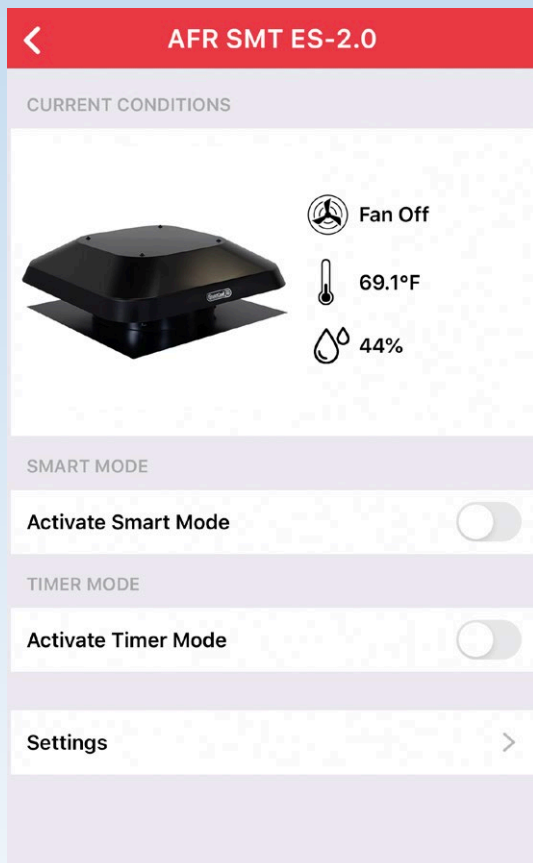 AFR SMT ES-2.0
CURRENT CONDITIONS
Fan Off
69.1°F
44%
SMART MODE
Activate Smart Mode
TIMER MODE
Activate Timer Mode
Settings